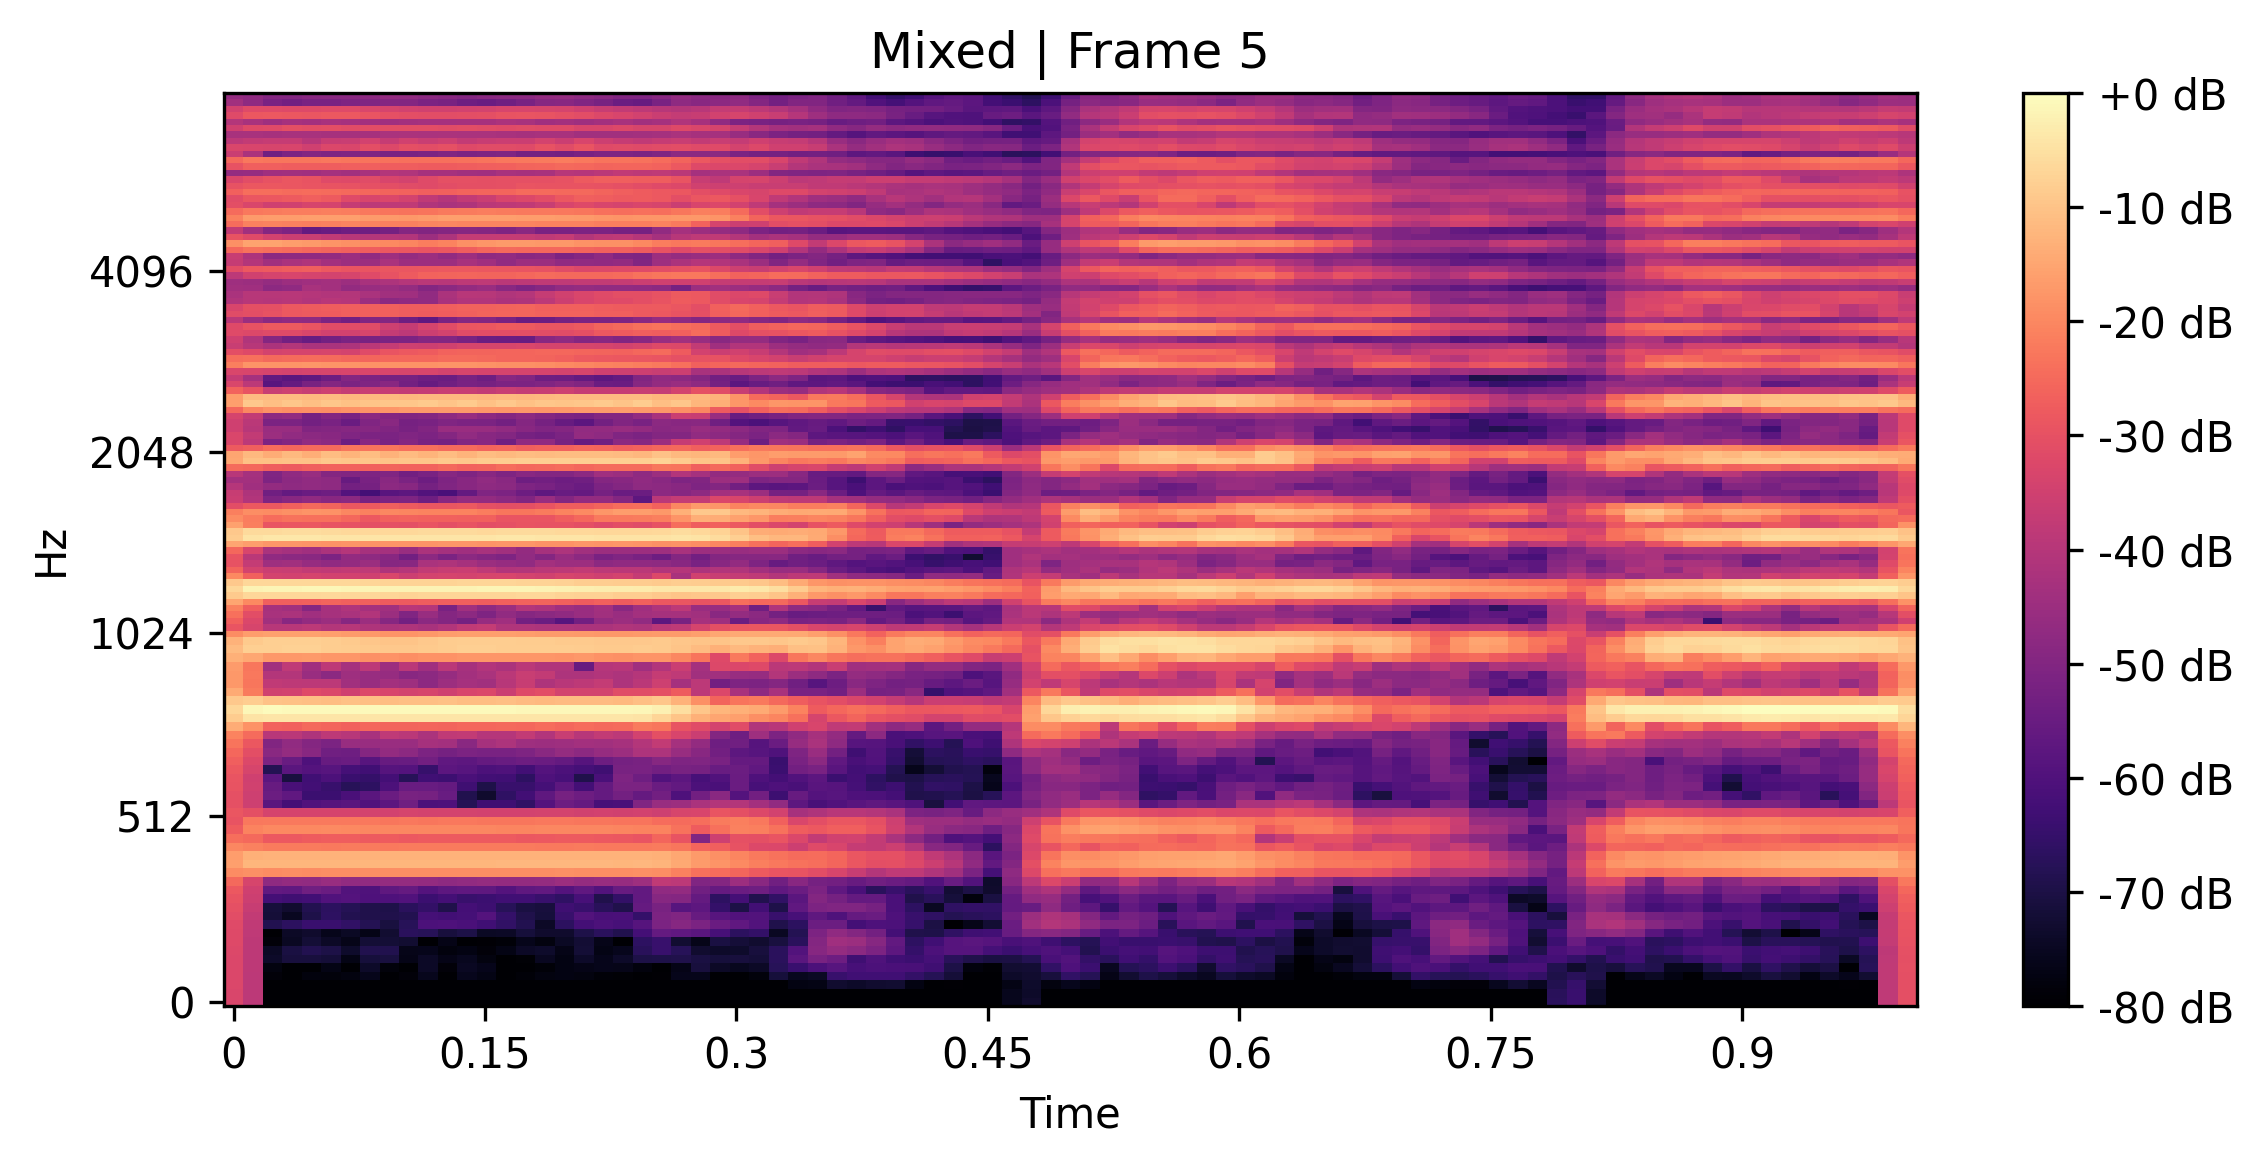 Mixed | Frame 5
Hz
4096
2048
1024
512
0
0 0.15 0.3 0.45 0.6 0.75 0.9
Time
+0 dB
-10 dB
-20 dB
-30 dB
-40 dB
-50 dB
-60 dB
-70 dB
-80 dB